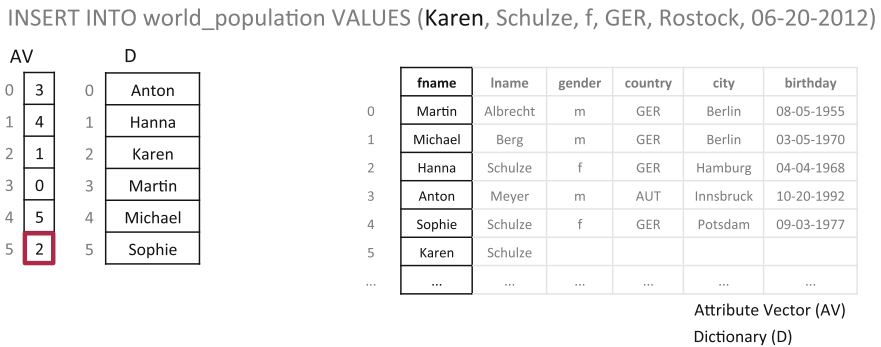 INSERT INTO world_population VALUES (Karen, Schulze, f, GER, Rostock, 06-20-2012)
AV D
0 3 0 Anton
1 4 1 Hanna
2 1 2 Karen
3 0 3 Martin
4 5 4 Michael
5 2 5 Sophie
fname lname gender country city birthday
0 Martin Albrecht m GER Berlin 08-05-1955
1 Michael Berg m GER Berlin 03-05-1970
2 Hanna Schulze f GER Hamburg 04-04-1968
3 Anton Meyer m AUT Innsbruck 10-20-1992
4 Sophie Schulze f GER Potsdam 09-03-1977
5 Karen Schulze
... ... ... ... ... ... ...
Attribute Vector (AV)
Dictionary (D)